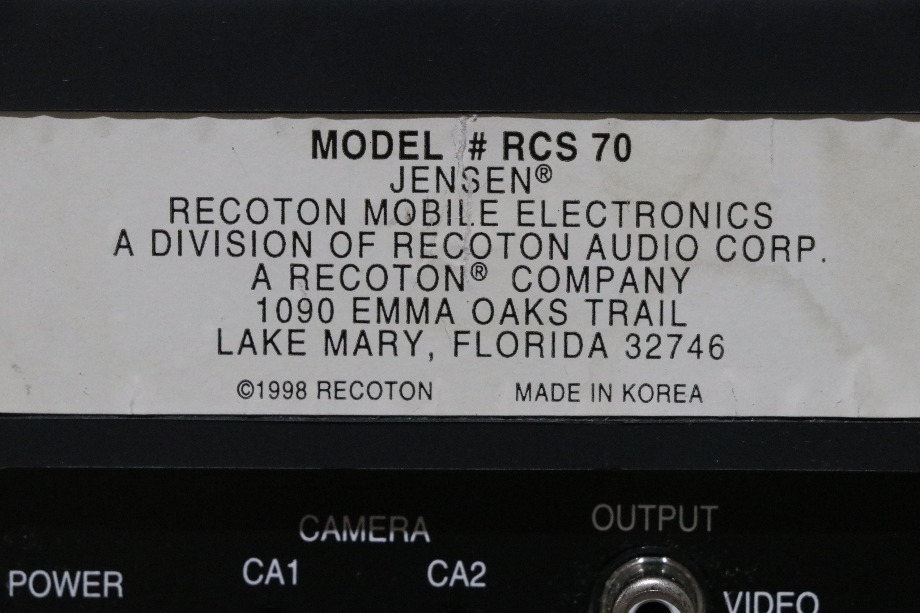 MODEL # RCS 70
JENSEN®
RECOTON MOBILE ELECTRONICS
A DIVISION OF RECOTON AUDIO CORP.
A RECOTON® COMPANY
1090 EMMA OAKS TRAIL
LAKE MARY, FLORIDA 32746
©1998 RECOTON MADE IN KOREA
CAMERA OUTPUT
POWER CA1 CA2 VIDEO